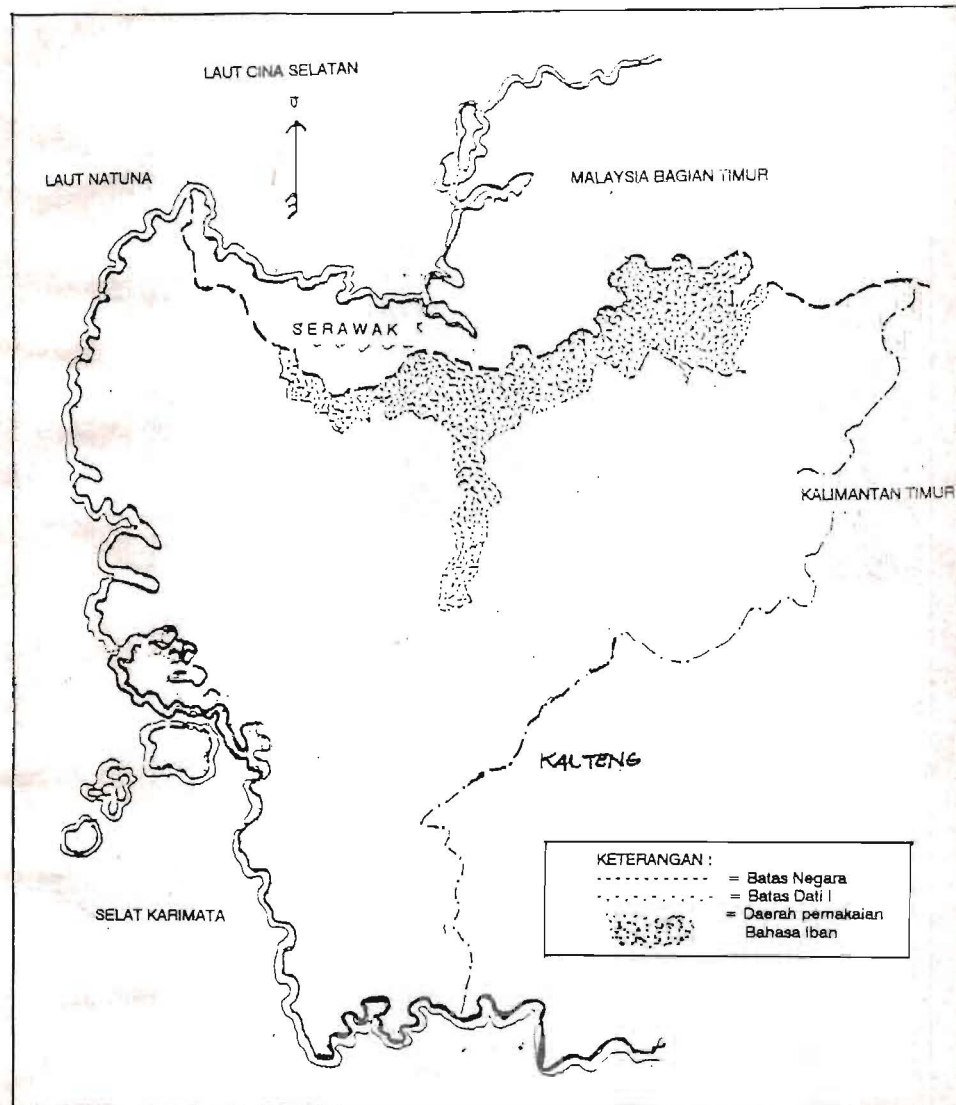 LAUT CINA SELATAN
U
LAUT NATUNA
MALAYSIA BAGIAN TIMUR
SERAWAK
KALIMANTAN TIMUR
KALTENG
SELAT KARIMATA
KETERANGAN :
= Batas Negara
= Batas Dati I
= Daerah pemakaian
Bahasa Iban